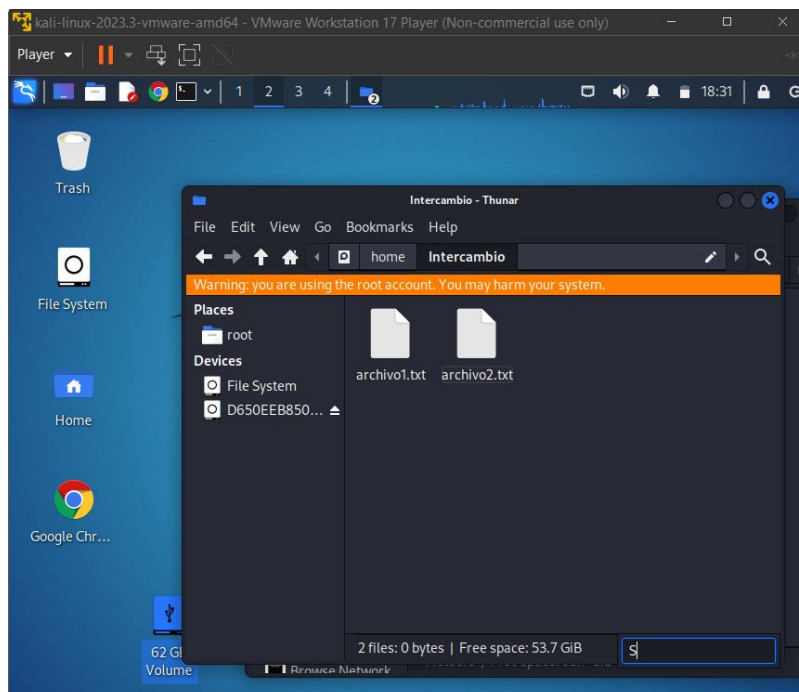 kali-linux-2023.3-vmware-amd64 - VMware Workstation 17 Player (Non-commercial use only)
Player
1 2 3 4
2
18:31
Trash
Intercambio - Thunar
File Edit View Go Bookmarks Help
home Intercambio
Warning: you are using the root account. You may harm your system.
Places
root
File System
Devices
archivo1.txt archivo2.txt
File System
D650EEB850...
Home
Google Chr...
2 files: 0 bytes | Free space: 53.7 GiB
S
62 G
Volume
Browse Network